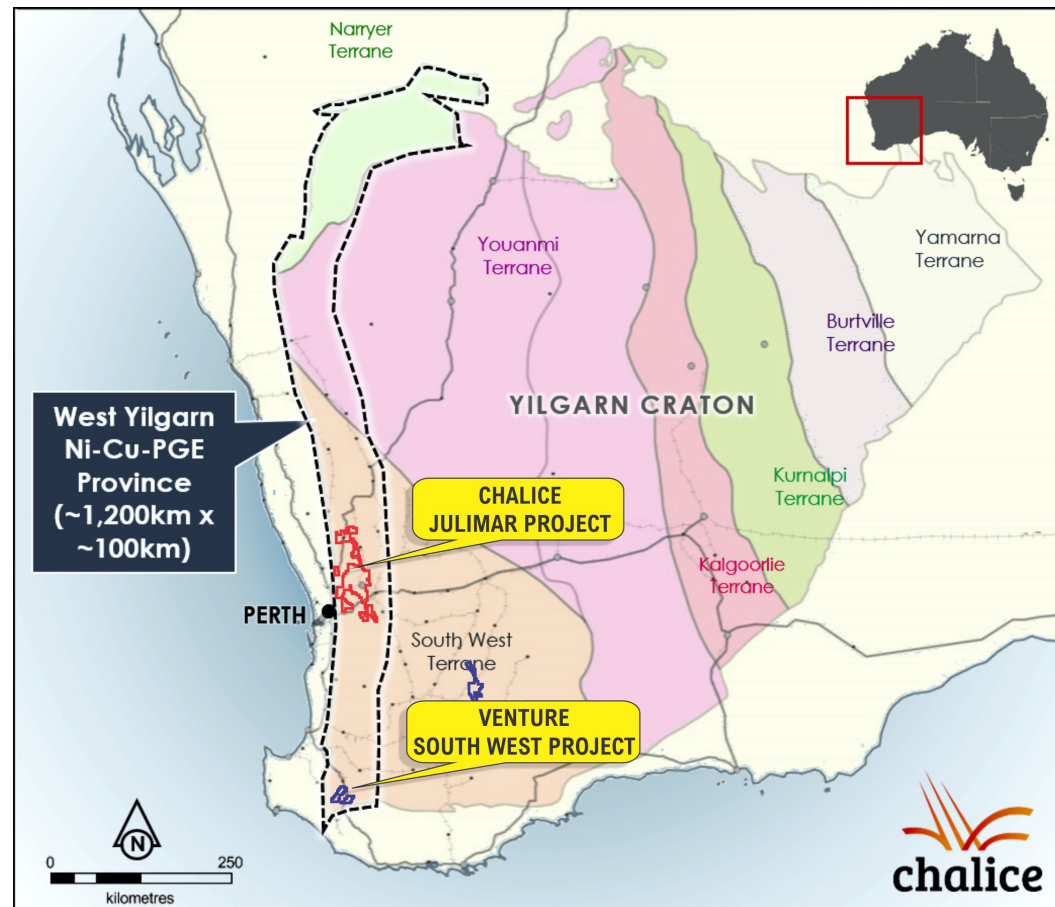 Narryer
Terrane
Youanmi
Terrane
Yamarna
Terrane
Burtville
Terrane
West Yilgarn
Ni-Cu-PGE
Province
(~1,200km x
~100km)
YILGARN CRATON
Kurnalpi
Terrane
CHALICE
JULIMAR PROJECT
Kalgoorlie
Terrane
PERTH
South West
Terrane
VENTURE
SOUTH WEST PROJECT
N
0 250
kilometres
chalice